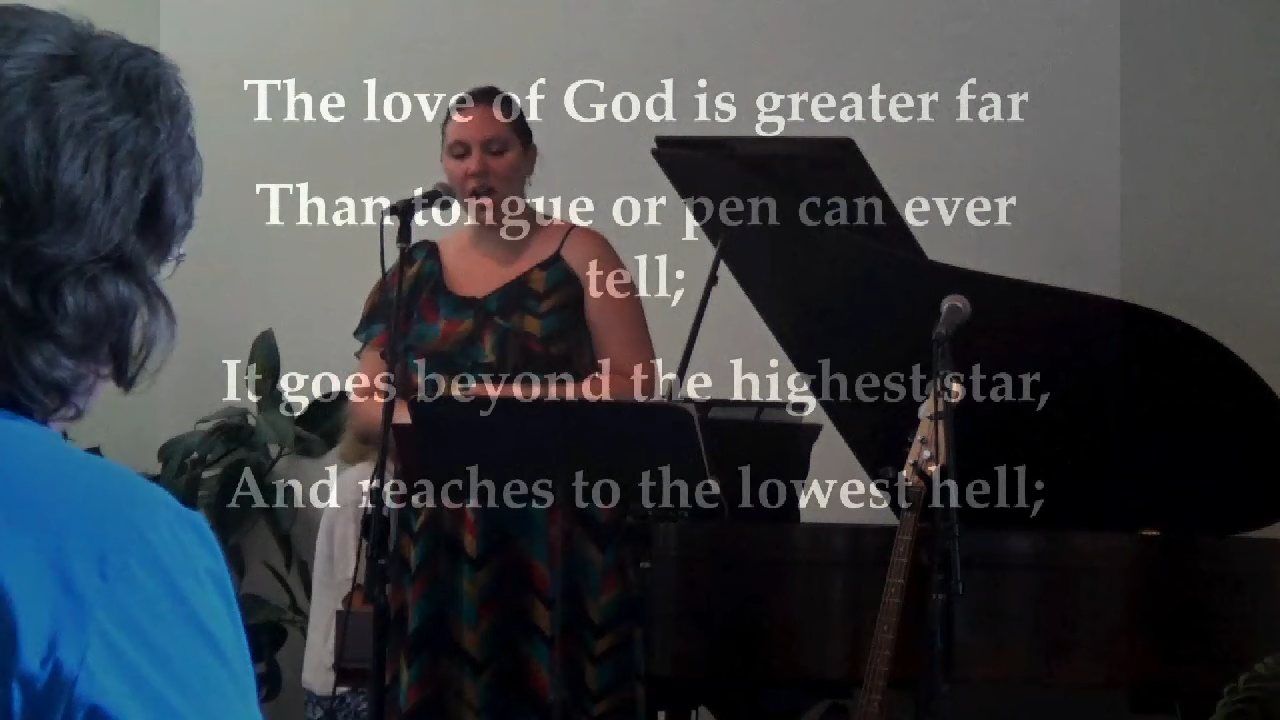 The love of God is greater far
Than tongue or pen can ever
tell;
It goes beyond the highest star,
And reaches to the lowest hell;